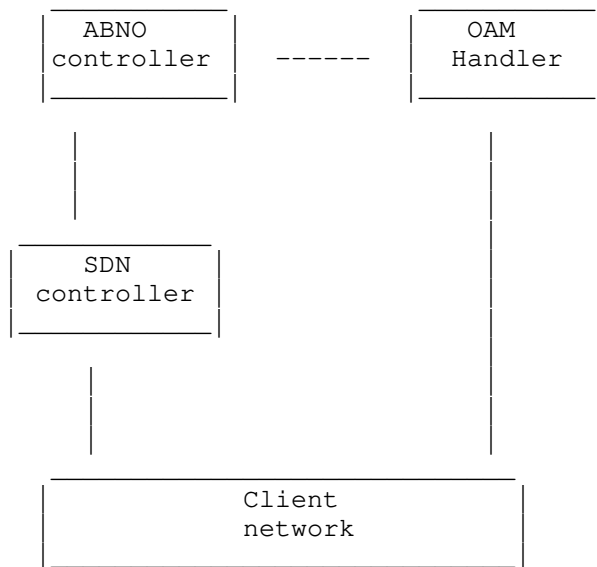 ABNO
controller
OAM
Handler
SDN
controller
Client
network